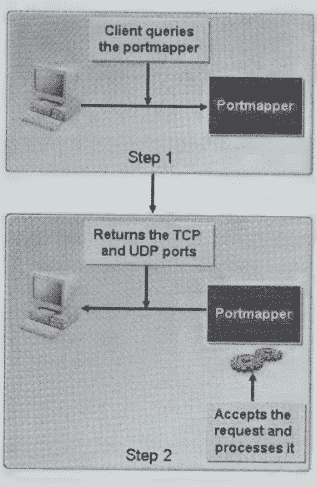 Client queries
the portmapper
Portmapper
Step 1
Returns the TCP
and UDP ports
Portmapper
Accepts the
request and
processes it
Step 2